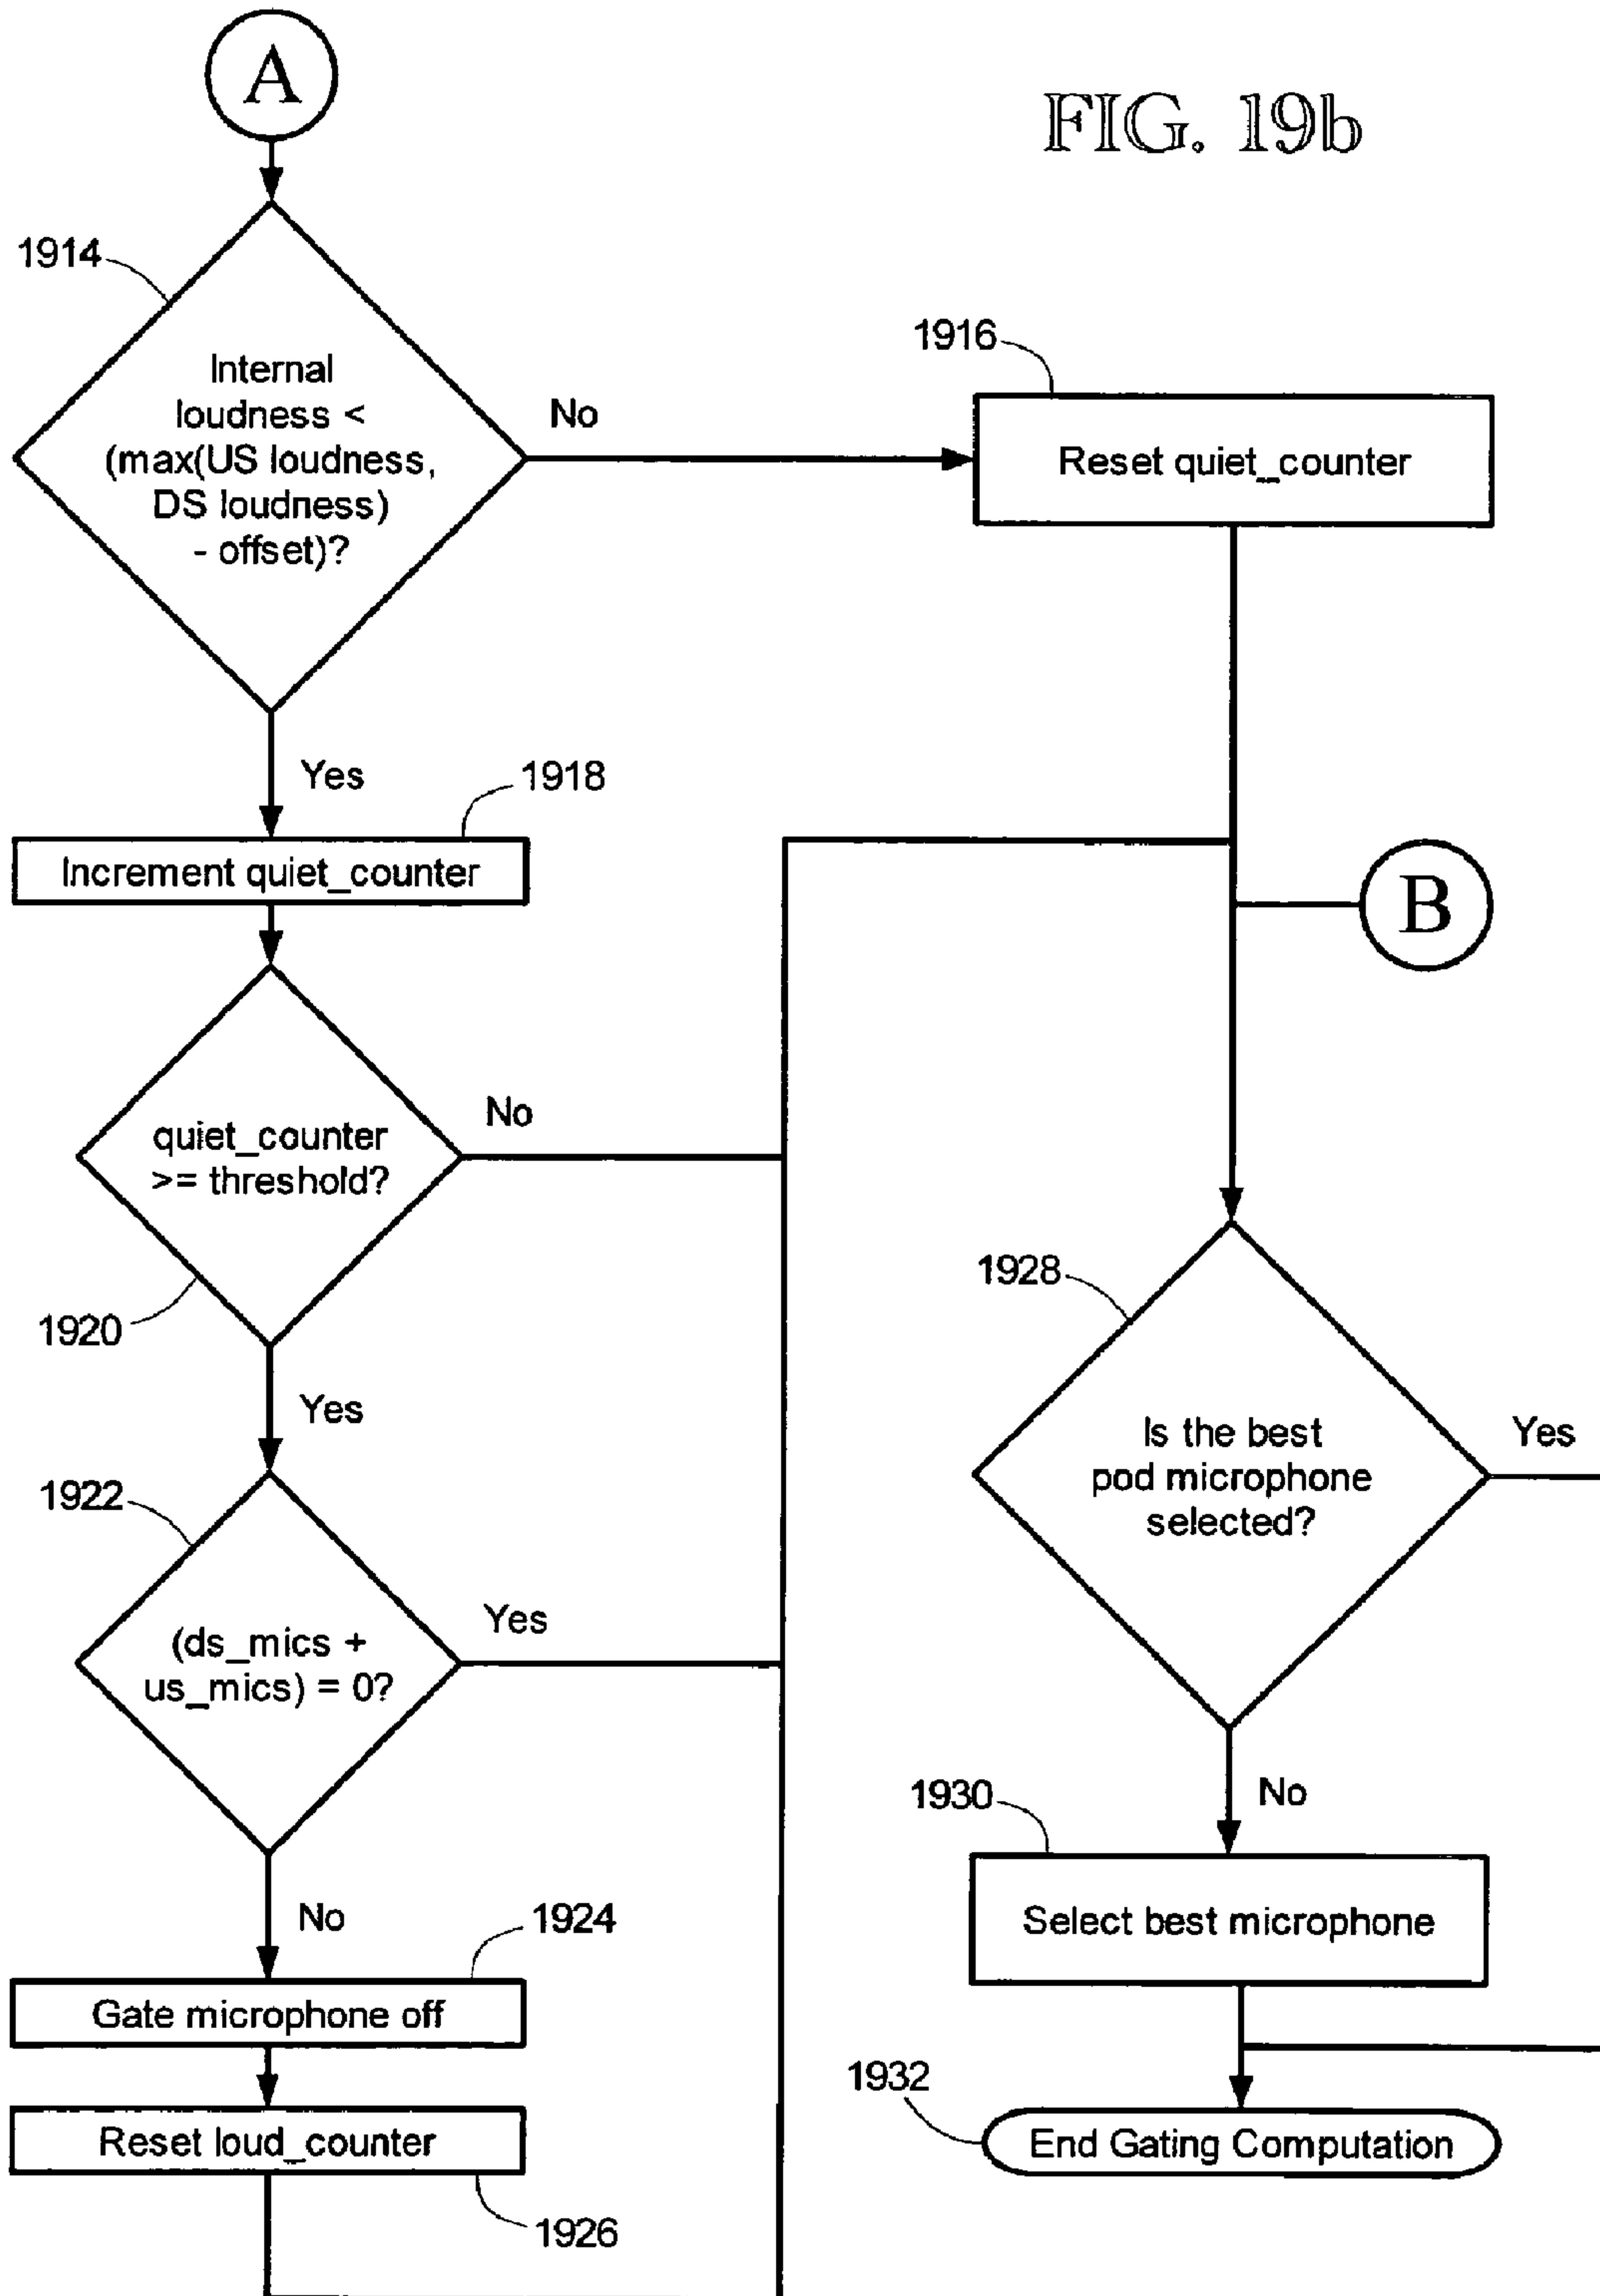 A
FIG. 19b
1914
Internal
loudness <
(max(US loudness,
DS loudness)
- offset)?
No
1916
Reset quiet_counter
Yes
1918
Increment quiet_counter
B
quiet_counter
>= threshold?
No
1920
Yes
1922
(ds_mics +
us_mics) = 0?
Yes
No
1924
Gate microphone off
Reset loud_counter
1926
1928
Is the best
pod microphone
selected?
Yes
No
1930
Select best microphone
1932
End Gating Computation